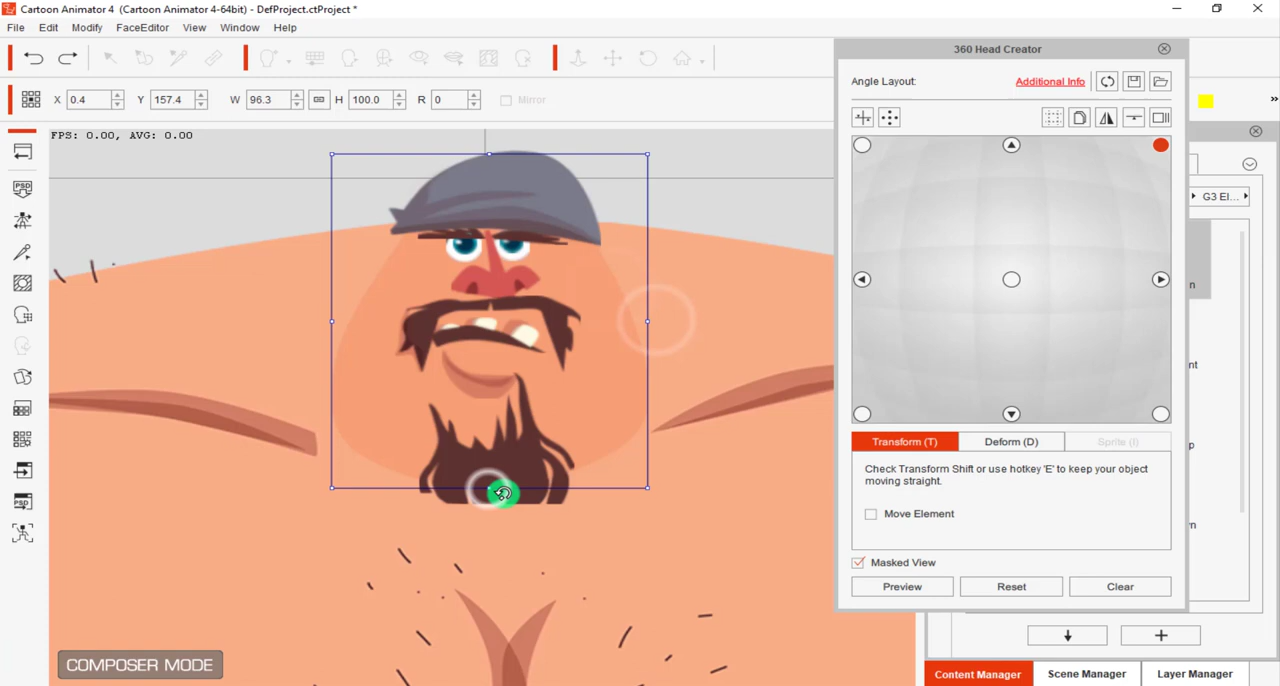 Cartoon Animator 4 (Cartoon Animator 4-64bit) - DefProject.ctProject *
File Edit Modify FaceEditor View Window Help
X 0.4 Y 157.4 W 96.3 H 100.0 R 0 Mirror
FPS: 0.00, AVG: 0.00
360 Head Creator
Angle Layout: Additional Info
G3 El...
Transform (T) Deform (D) Sprite (I)
Check Transform Shift or use hotkey 'E' to keep your object
moving straight.
Move Element
Masked View
Preview Reset Clear
COMPOSER MODE
Content Manager Scene Manager Layer Manager